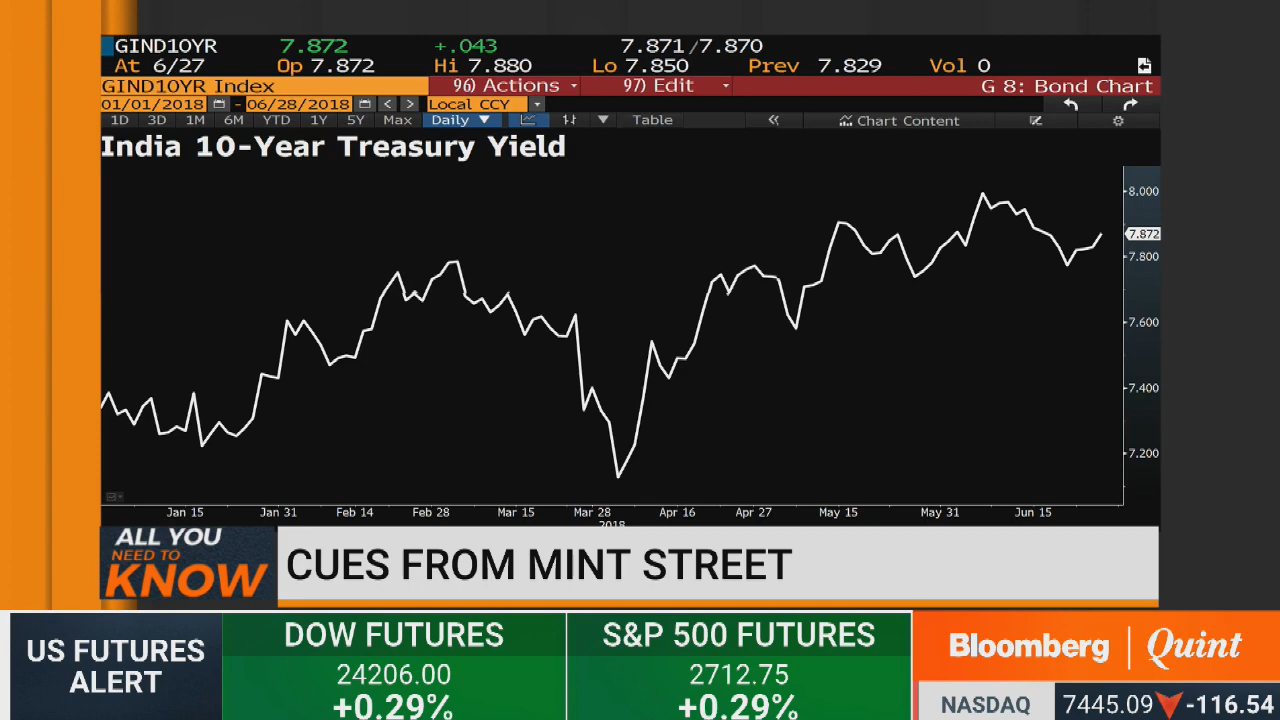 GIND10YR 7.872 +.043 7.871/7.870
At 6/27 Op 7.872 Hi 7.880 Lo 7.850 Prev 7.829 Vol 0
GIND10YR Index 96) Actions 97) Edit G 8: Bond Chart
01/01/2018 - 06/28/2018 < > Local CCY
1D 3D 1M 6M YTD 1Y 5Y Max Daily ▼ Table « Chart Content
India 10-Year Treasury Yield
8.000
7.872
7.800
7.600
7.400
7.200
Jan 15 Jan 31 Feb 14 Feb 28 Mar 15 Mar 28 Apr 16 Apr 27 May 15 May 31 Jun 15
2018
ALL YOU
NEED TO
KNOW
CUES FROM MINT STREET
US FUTURES
ALERT
DOW FUTURES
24206.00
+0.29%
S&P 500 FUTURES
2712.75
+0.29%
Bloomberg | Quint
NASDAQ 7445.09 -116.54